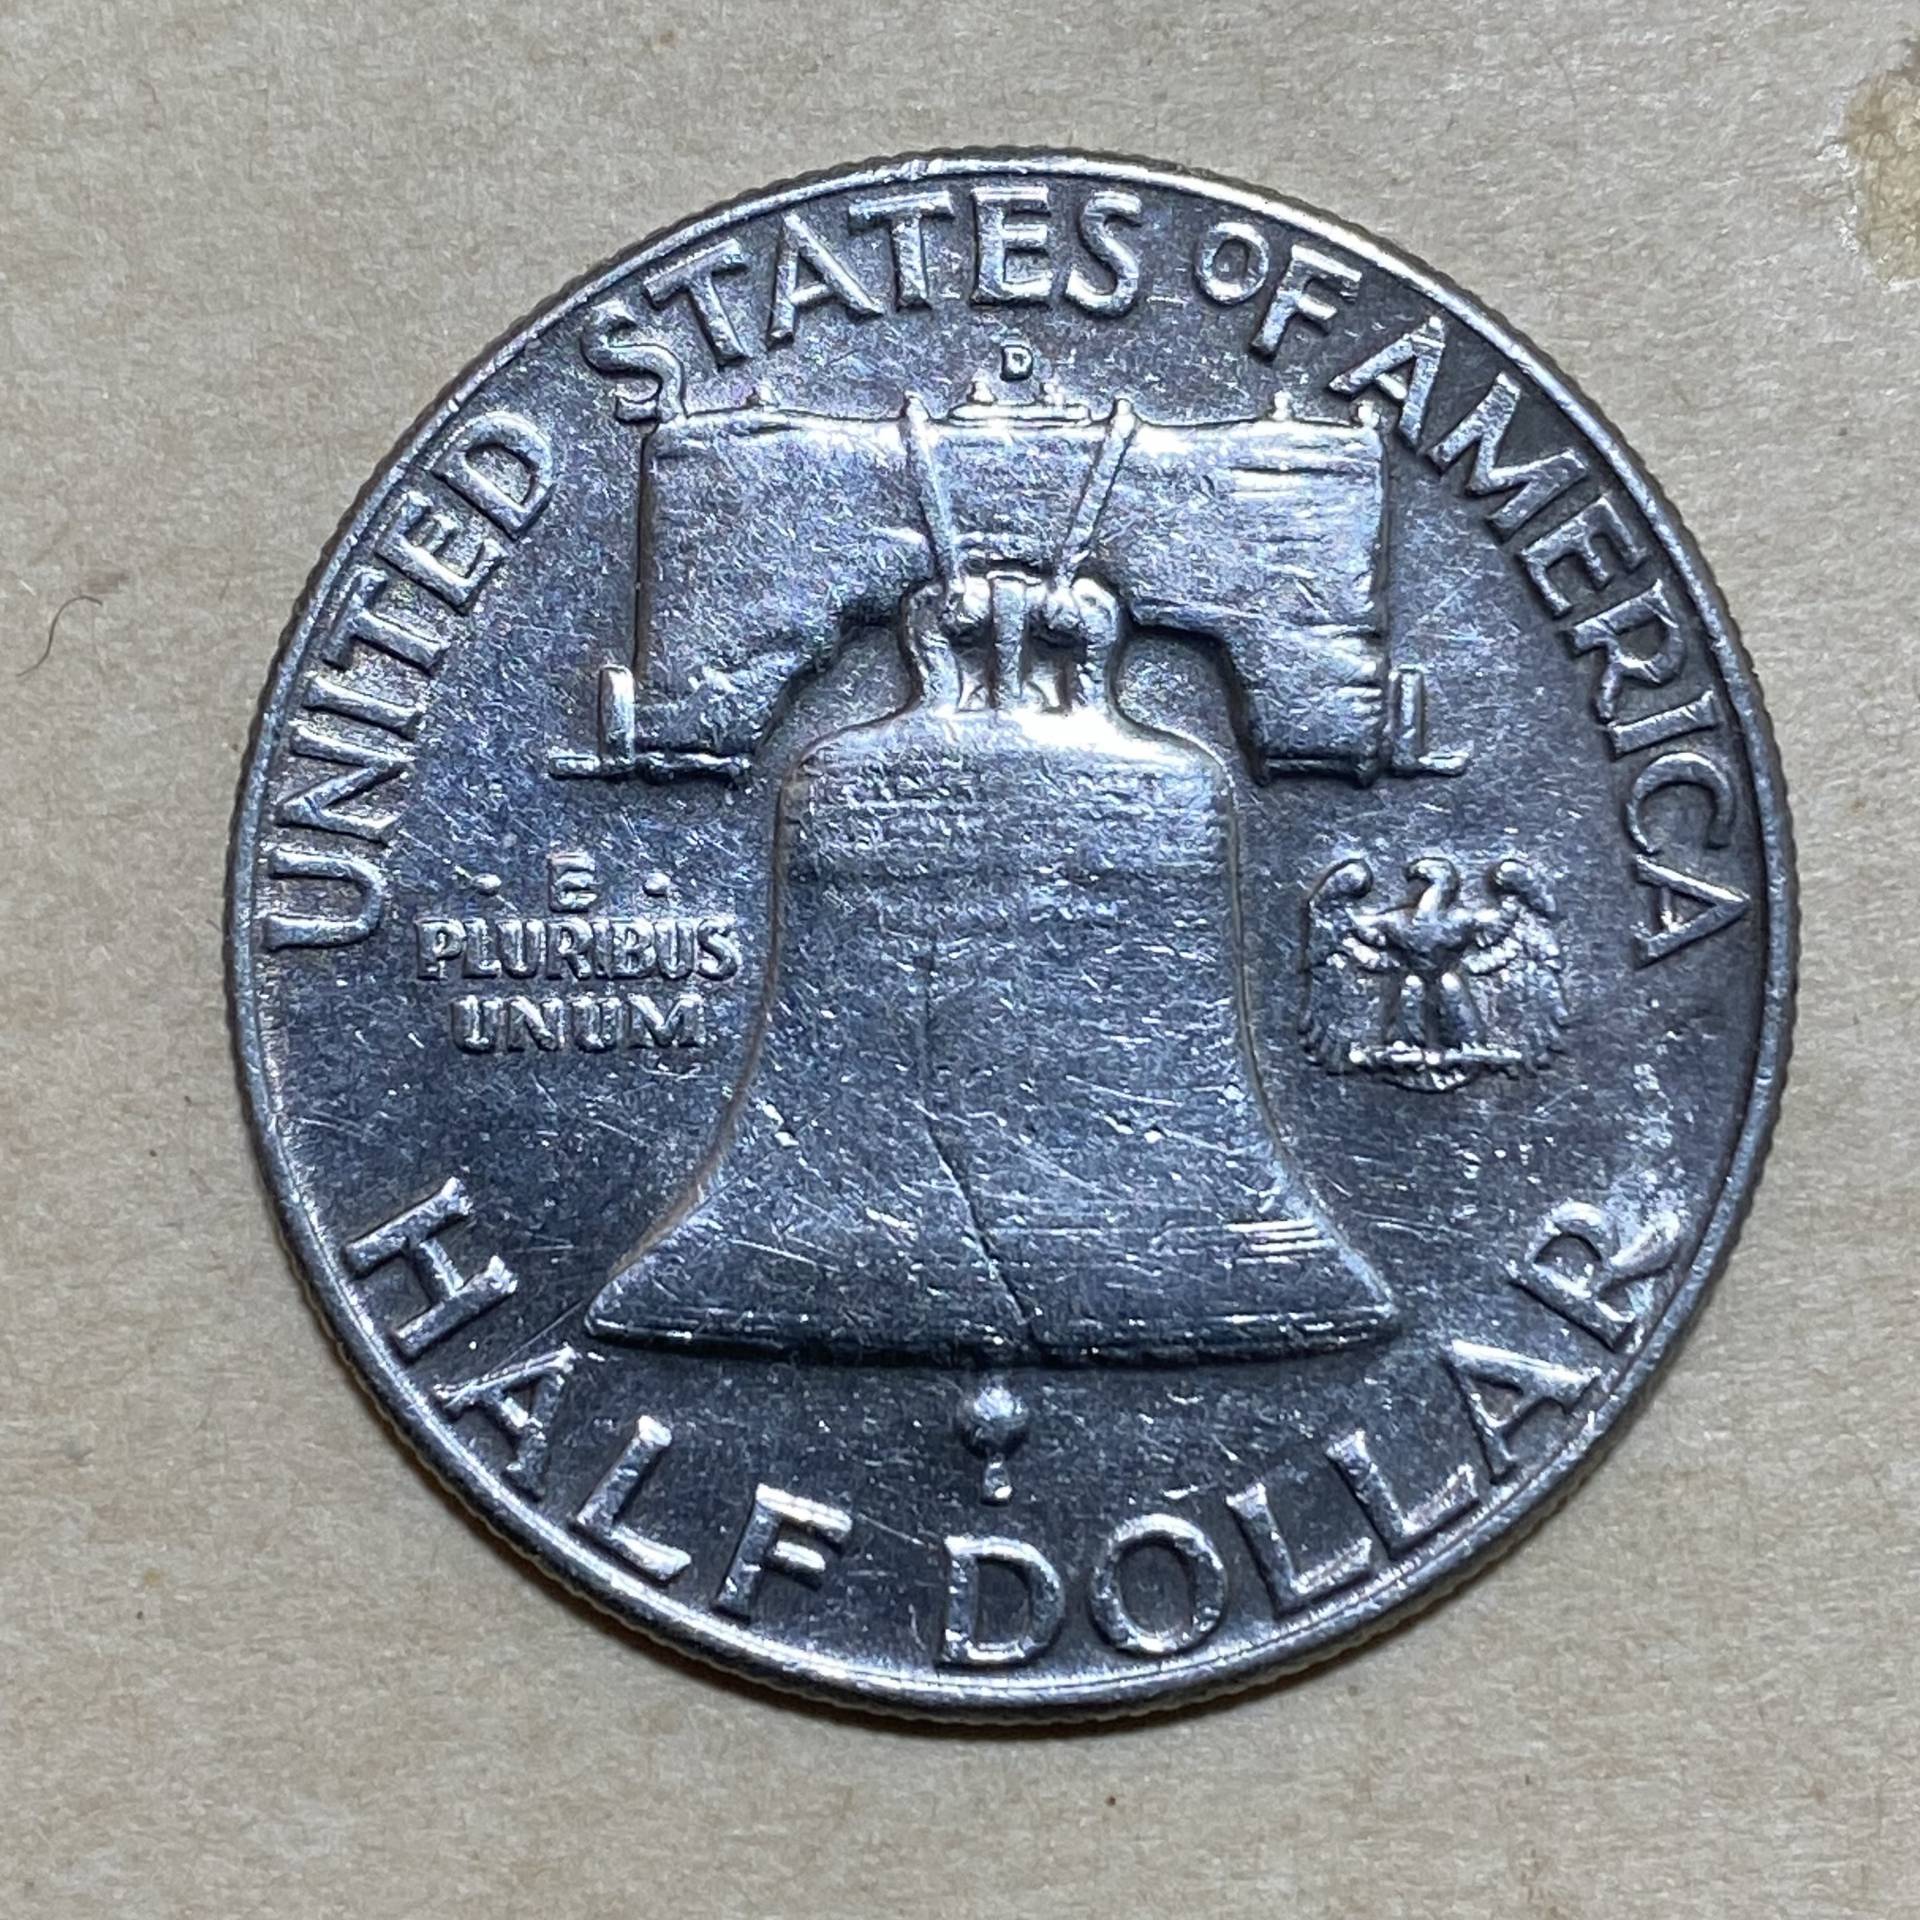 UNITED STATES OF AMERICA
D
E
PLURIBUS
UNUM
HALF DOLLAR